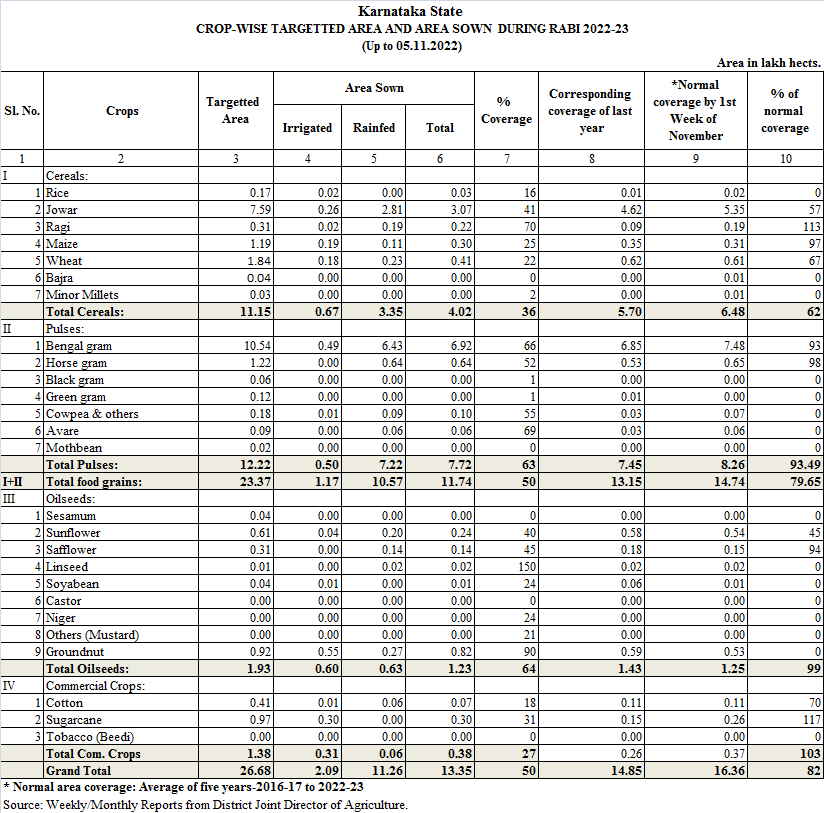 Karnataka State
CROP-WISE TARGETTED AREA AND AREA SOWN DURING RABI 2022-23
(Up to 05.11.2022)
Area in lakh hects.
Sl. No. Crops Targetted Area Area Sown % Coverage Corresponding coverage of last year *Normal coverage by 1st Week of November % of normal coverage
Irrigated Rainfed Total
1 2 3 4 5 6 7 8 9 10
I Cereals:
1 Rice 0.17 0.02 0.00 0.03 16 0.01 0.02 0
2 Jowar 7.59 0.26 2.81 3.07 41 4.62 5.35 57
3 Ragi 0.31 0.02 0.19 0.22 70 0.09 0.19 113
4 Maize 1.19 0.19 0.11 0.30 25 0.35 0.31 97
5 Wheat 1.84 0.18 0.23 0.41 22 0.62 0.61 67
6 Bajra 0.04 0.00 0.00 0.00 0 0.00 0.01 0
7 Minor Millets 0.03 0.00 0.00 0.00 2 0.00 0.01 0
Total Cereals: 11.15 0.67 3.35 4.02 36 5.70 6.48 62
II Pulses:
1 Bengal gram 10.54 0.49 6.43 6.92 66 6.85 7.48 93
2 Horse gram 1.22 0.00 0.64 0.64 52 0.53 0.65 98
3 Black gram 0.06 0.00 0.00 0.00 1 0.00 0.00 0
4 Green gram 0.12 0.00 0.00 0.00 1 0.01 0.00 0
5 Cowpea & others 0.18 0.01 0.09 0.10 55 0.03 0.07 0
6 Avare 0.09 0.00 0.06 0.06 69 0.03 0.06 0
7 Mothbean 0.02 0.00 0.00 0.00 0 0.00 0.00 0
Total Pulses: 12.22 0.50 7.22 7.72 63 7.45 8.26 93.49
I+II Total food grains: 23.37 1.17 10.57 11.74 50 13.15 14.74 79.65
III Oilseeds:
1 Sesamum 0.04 0.00 0.00 0.00 0 0.00 0.00 0
2 Sunflower 0.61 0.04 0.20 0.24 40 0.58 0.54 45
3 Safflower 0.31 0.00 0.14 0.14 45 0.18 0.15 94
4 Linseed 0.01 0.00 0.02 0.02 150 0.02 0.02 0
5 Soyabean 0.04 0.01 0.00 0.01 24 0.06 0.01 0
6 Castor 0.00 0.00 0.00 0.00 0 0.00 0.00 0
7 Niger 0.00 0.00 0.00 0.00 24 0.00 0.00 0
8 Others (Mustard) 0.00 0.00 0.00 0.00 21 0.00 0.00 0
9 Groundnut 0.92 0.55 0.27 0.82 90 0.59 0.53 0
Total Oilseeds: 1.93 0.60 0.63 1.23 64 1.43 1.25 99
IV Commercial Crops:
1 Cotton 0.41 0.01 0.06 0.07 18 0.11 0.11 70
2 Sugarcane 0.97 0.30 0.00 0.30 31 0.15 0.26 117
3 Tobacco (Beedi) 0.00 0.00 0.00 0.00 0 0.00 0.00 0
Total Com. Crops 1.38 0.31 0.06 0.38 27 0.26 0.37 103
Grand Total 26.68 2.09 11.26 13.35 50 14.85 16.36 82
* Normal area coverage: Average of five years-2016-17 to 2022-23
Source: Weekly/Monthly Reports from District Joint Director of Agriculture.